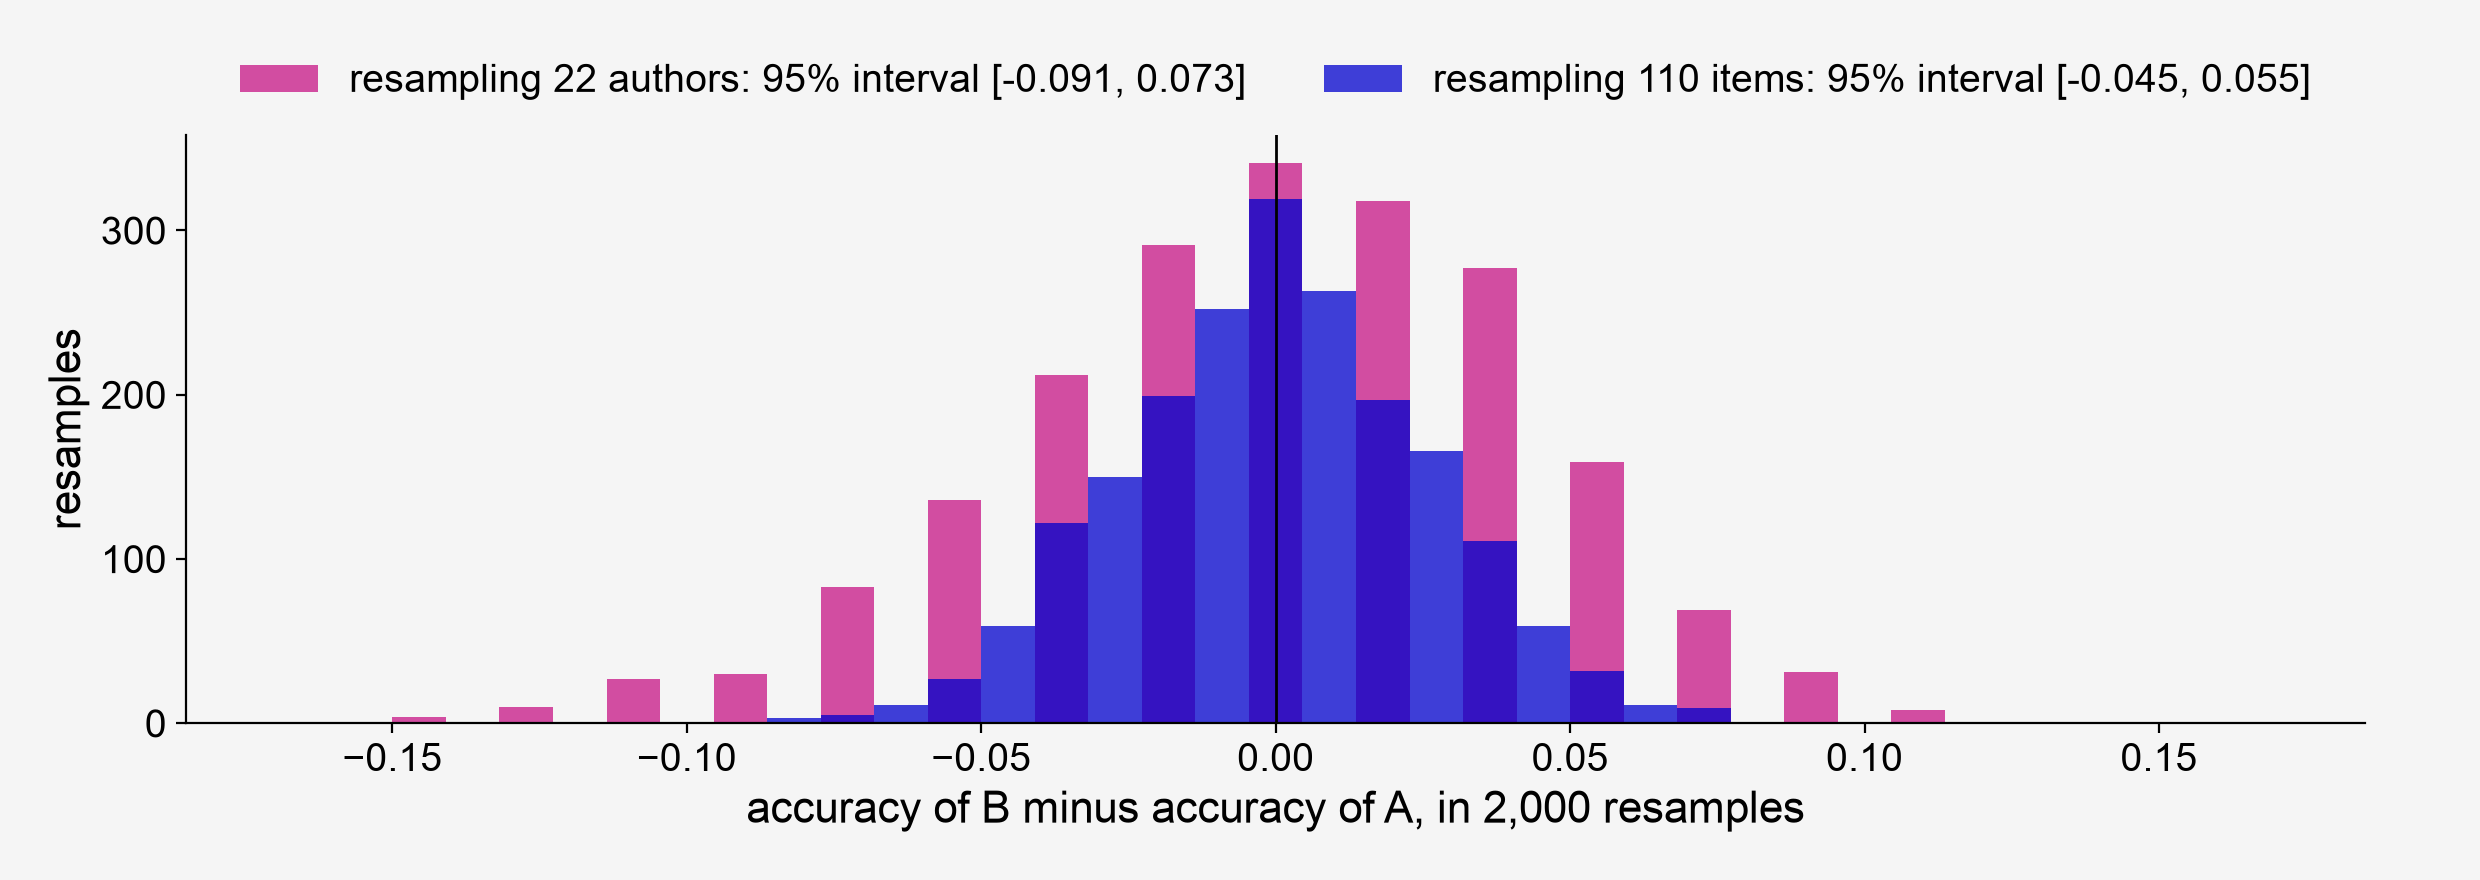 resampling 22 authors: 95% interval [-0.091, 0.073]
resampling 110 items: 95% interval [-0.045, 0.055]
resamples
300
200
100
0
−0.15
−0.10
−0.05
0.00
0.05
0.10
0.15
accuracy of B minus accuracy of A, in 2,000 resamples